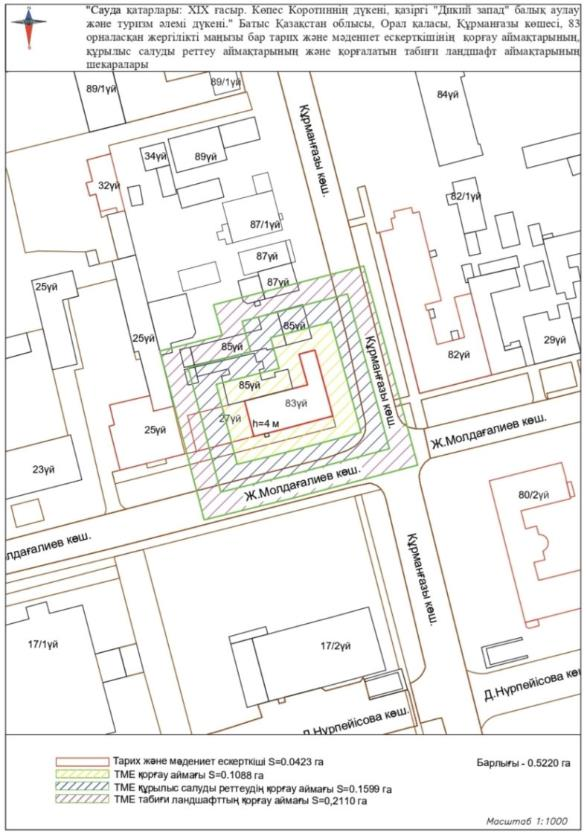 "Сауда қатарлары: ХІХ ғасыр. Көпес Коротиннің дүкені, қазіргі "Дикий запад" балық аулау
және туризм әлемі дүкені." Батыс Қазақстан облысы, Орал қаласы, Құрманғазы көшесі, 83
орналасқан жергілікті маңызы бар тарих және мәдениет ескерткішінің қорғау аймақтарының,
құрылыс салуды реттеу аймақтарының және қорғалатын табиғи ландшафт аймақтарының
шекаралары
89/1үй
89/1үй
84үй
Құрманғазы көш.
34үй
89үй
32үй
82/1үй
87/1үй
87үй
87үй
25үй
85үй
25үй
85үй
Құрманғазы көш.
82үй
29үй
85үй
83үй
27үй
h=4 м
25үй
Ж.Молдағалиев көш.
23үй
Ж.Молдағалиев көш.
80/2үй
лдағалиев көш.
Құрманғазы көш.
17/1үй
17/2үй
Д.Нұрпейісова кө
Д.Нұрпейісова көш.
Тарих және мәдениет ескерткіші S=0.0423 га
Барлығы - 0.5220 га
ТМЕ қорғау аймағы S=0.1088 га
ТМЕ құрылыс салуды реттеудің қорғау аймағы S=0.1599 га
ТМЕ табиғи ландшафттың қорғау аймағы S=0,2110 га
Масштаб 1:1000